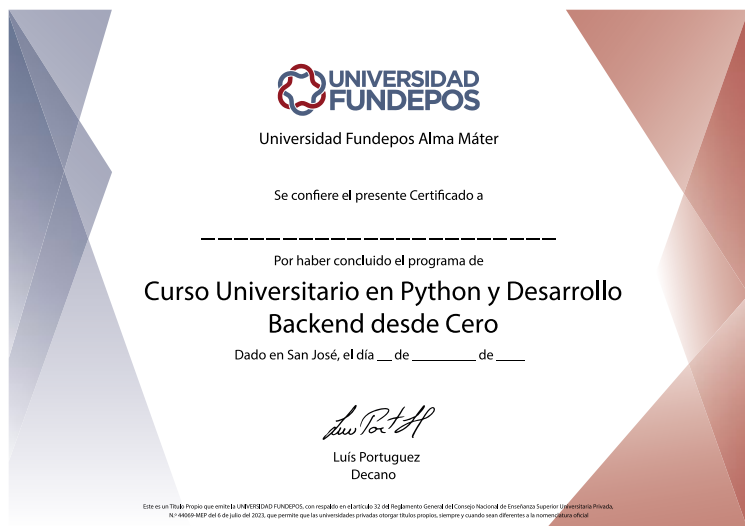 UNIVERSIDAD
FUNDEPOS
Universidad Fundepos Alma Máter
Se confiere el presente Certificado a
_ _ _ _ _ _ _ _ _ _ _ _ _ _ _ _ _ _ _ _ _ _
Por haber concluido el programa de
Curso Universitario en Python y Desarrollo
Backend desde Cero
Dado en San José, el día __ de _________ de ____
Luís Portuguez
Decano
Este es un Título Propio que emite la UNIVERSIDAD FUNDEPOS, con respaldo en el artículo 32 del Reglamento General del Consejo Nacional de Enseñanza Superior Universitaria Privada,
N.º 44069-MEP del 6 de julio del 2023, que permite que las universidades privadas otorgar títulos propios, siempre y cuando sean diferentes a la nomenclatura oficial